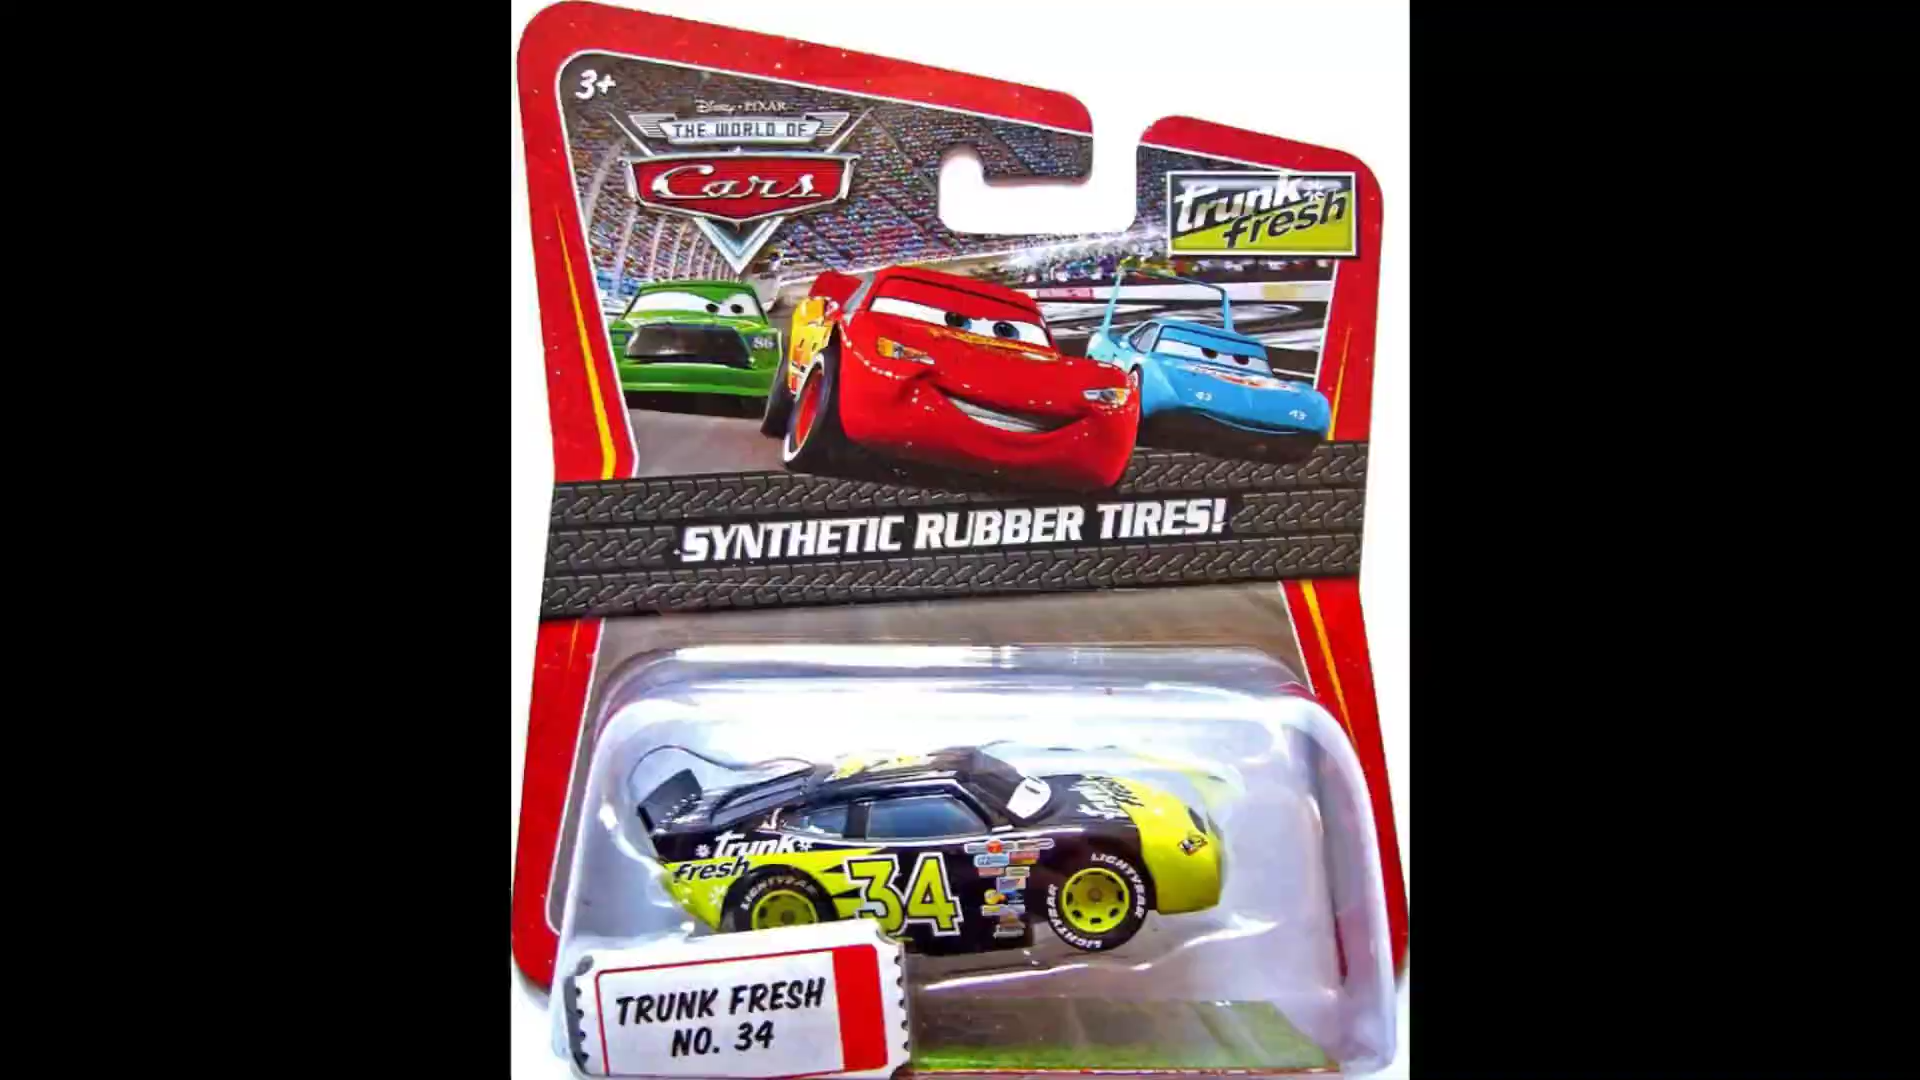 3+
Disney • PIXAR
THE WORLD OF
Cars
trunk
fresh
86
43
43
SYNTHETIC RUBBER TIRES!
trunk
fresh
34
LIGHTYEAR
LIGHTYEAR
LIGHTYEAR
TRUNK FRESH
NO. 34